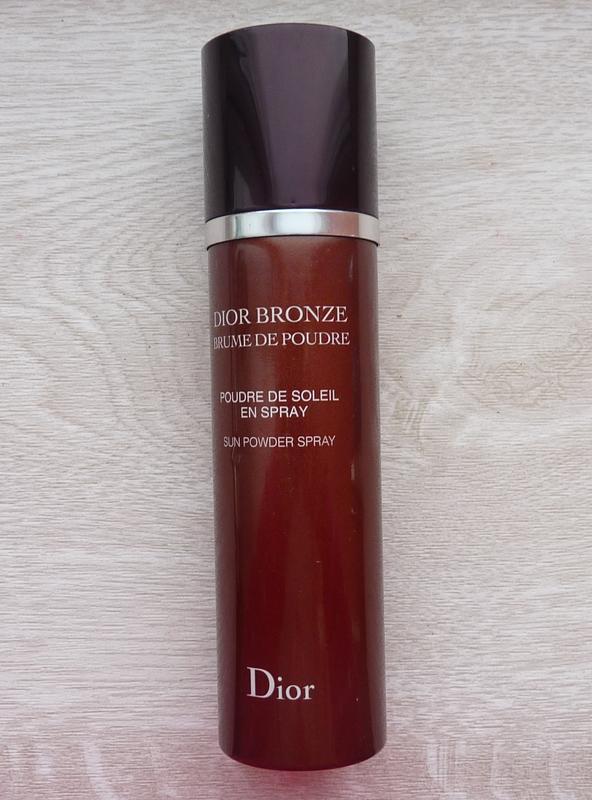 DIOR BRONZE
BRUME DE POUDRE
POUDRE DE SOLEIL
EN SPRAY
SUN POWDER SPRAY
Dior